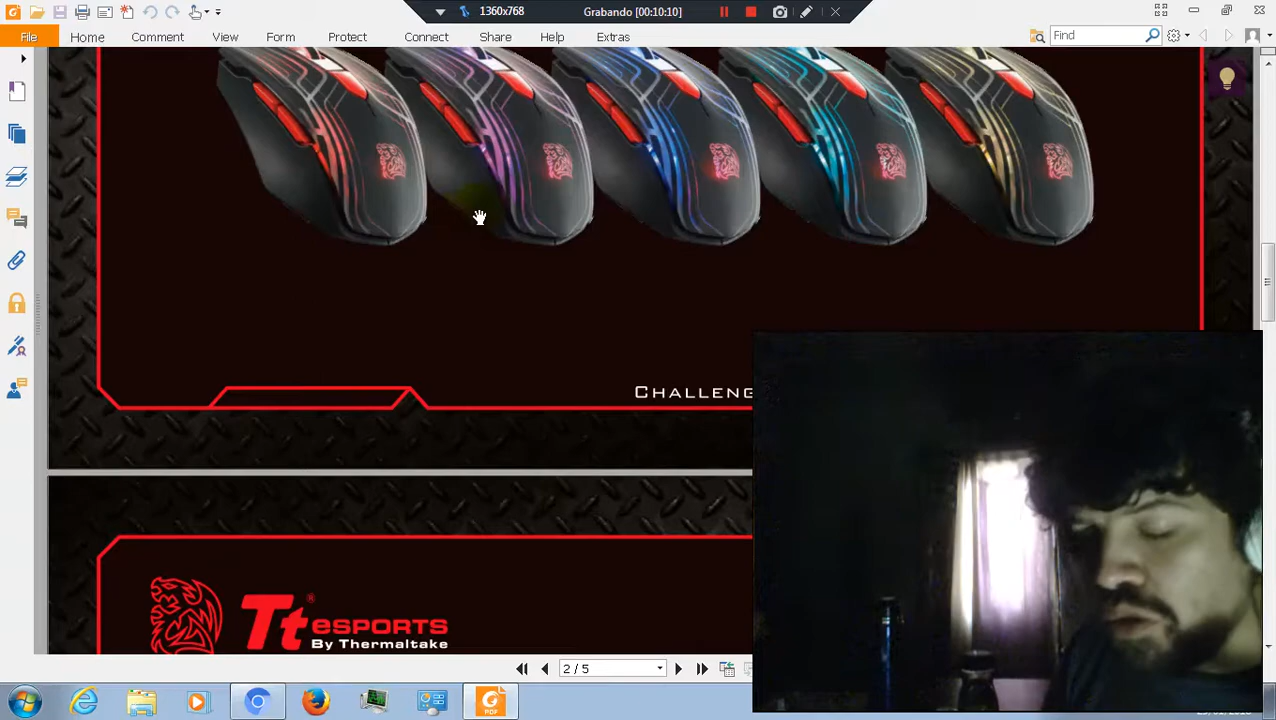 1360x768 Grabando [00:10:10]
File Home Comment View Form Protect Connect Share Help Extras Find
CHALLENG
Tt® ESPORTS
By Thermaltake
2 / 5
PDF